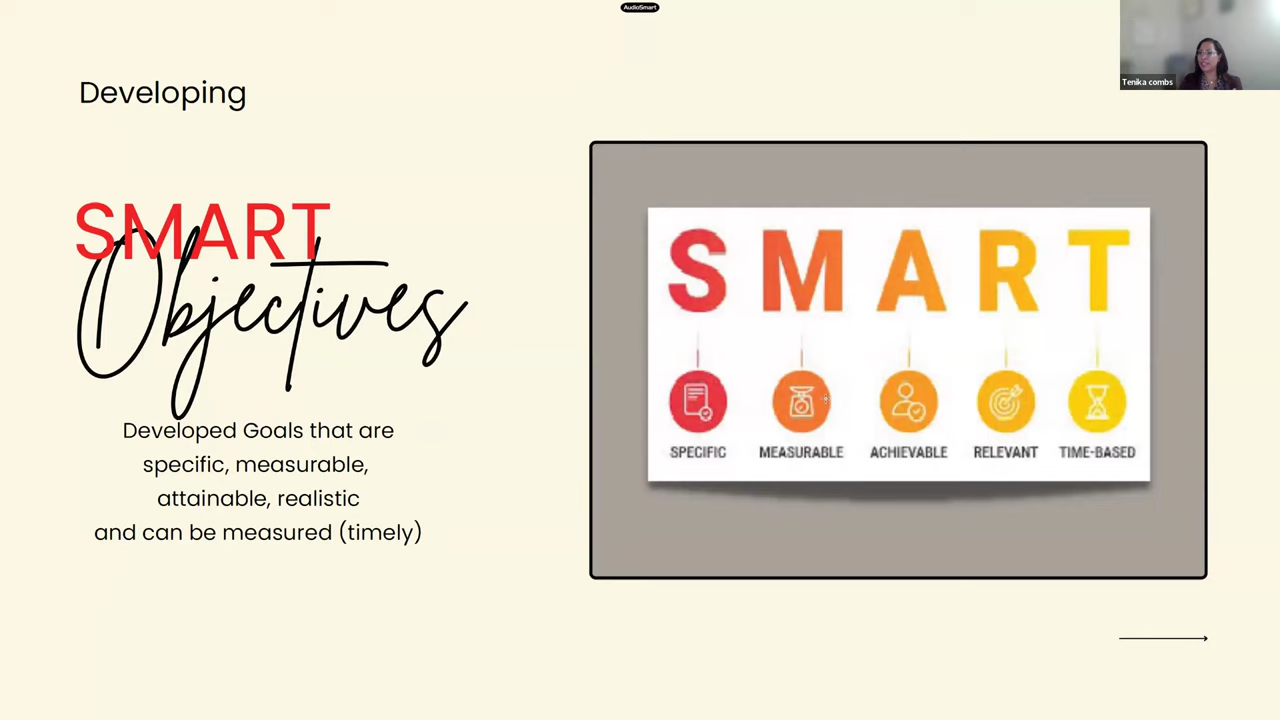 AudioSmart
Tenika combs
Developing
SMART
Objectives
Developed Goals that are
specific, measurable,
attainable, realistic
and can be measured (timely)
S M A R T
SPECIFIC MEASURABLE ACHIEVABLE RELEVANT TIME-BASED